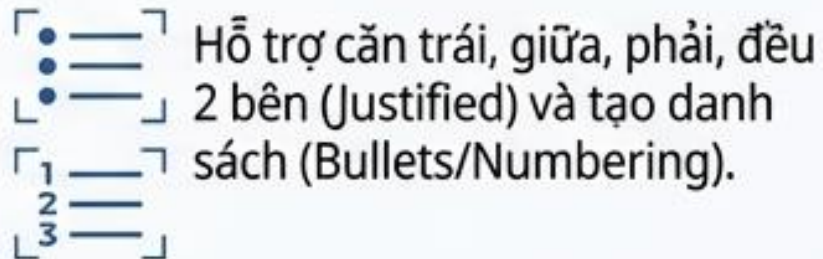 Hỗ trợ căn trái, giữa, phải, đều
2 bên (Justified) và tạo danh
sách (Bullets/Numbering).
1
2
3